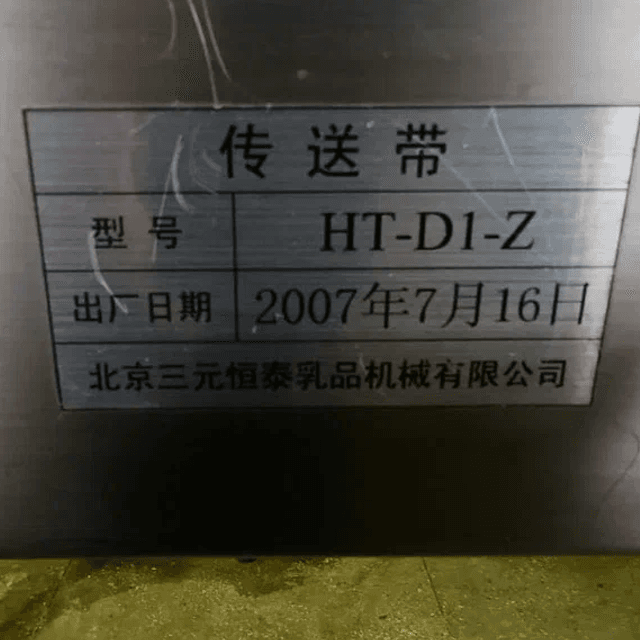 传送带
型号 HT-D1-Z
出厂日期 2007年7月16日
北京三元恒泰乳品机械有限公司